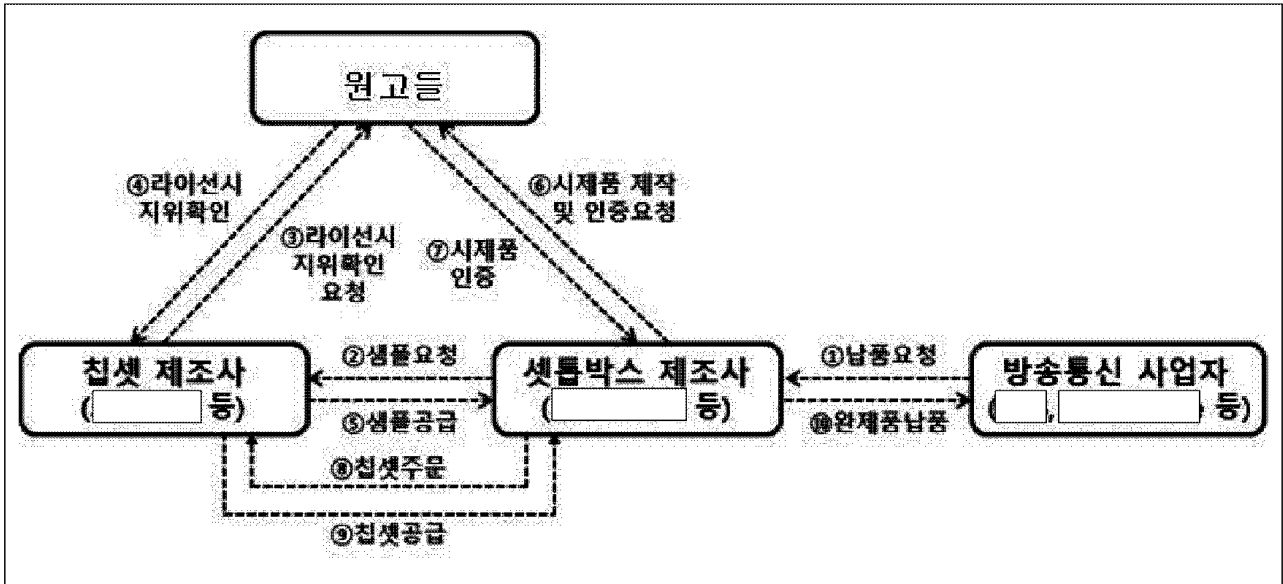 원고들
④라이선시
지위확인
③라이선시
지위확인
요청
⑥시제품 제작
및 인증요청
⑦시제품
인증
칩셋 제조사
( 등)
②샘플요청
⑤샘플공급
셋톱박스 제조사
( 등)
①납품요청
⑩완제품납품
방송통신 사업자
( , 등)
⑧칩셋주문
⑨칩셋공급